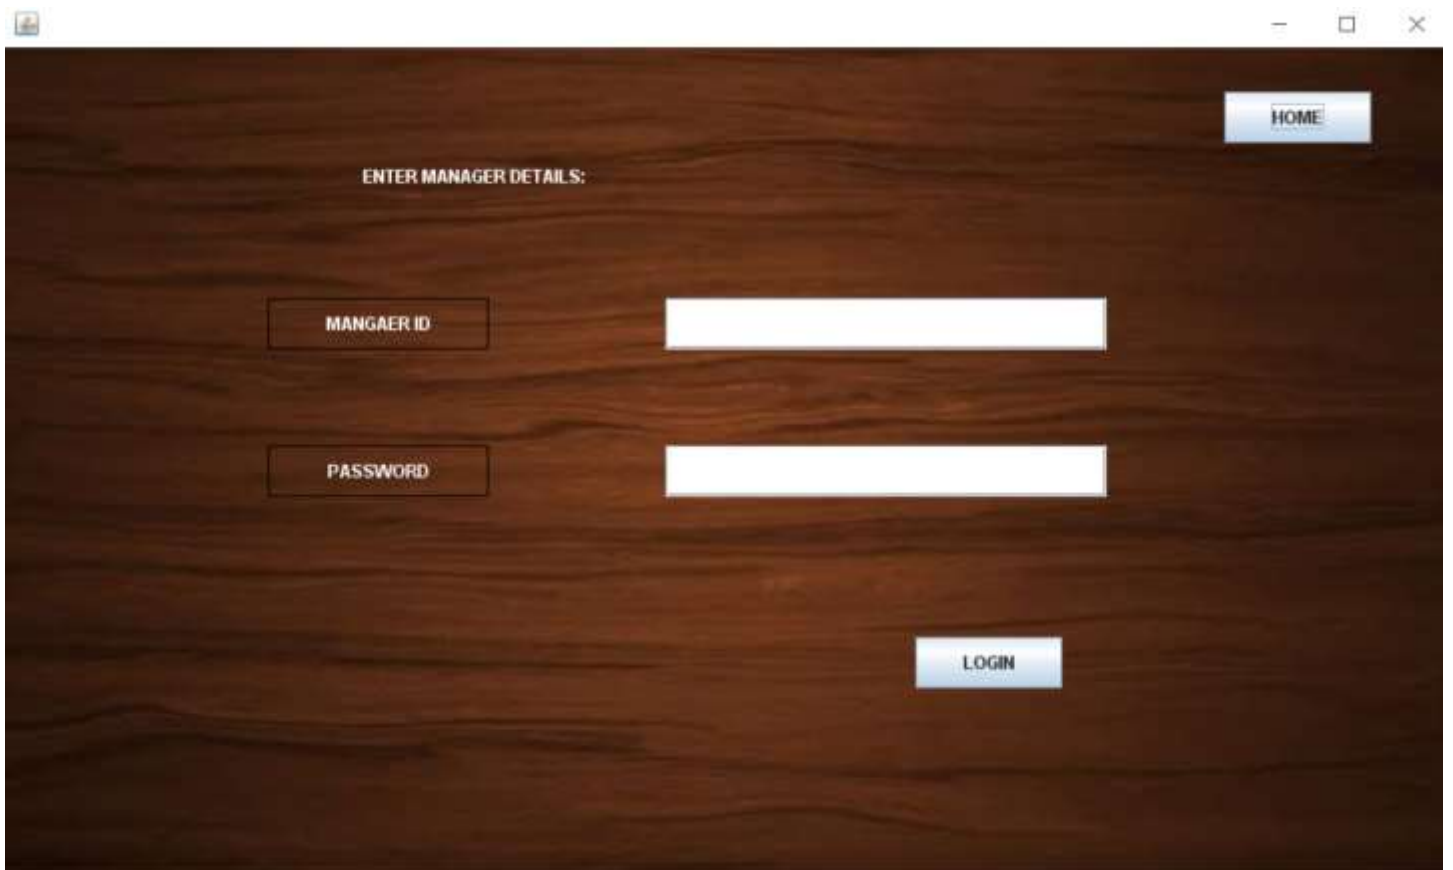 HOME
ENTER MANAGER DETAILS:
MANGAER ID
PASSWORD
LOGIN